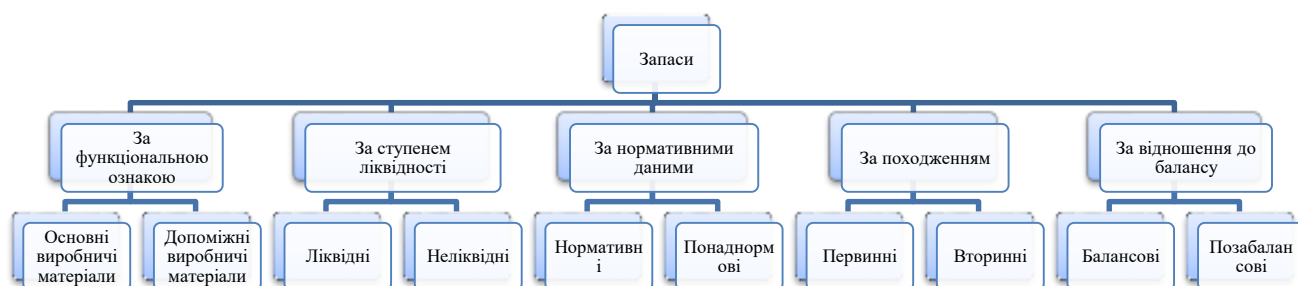 Запаси
За
функціональною
ознакою
За ступенем
ліквідності
За нормативними
даними
За походженням
За відношення до
балансу
Основні
виробничі
матеріали
Допоміжні
виробничі
матеріали
Ліквідні
Неліквідні
Нормативн
і
Понаднорм
ові
Первинні
Вторинні
Балансові
Позабалан
сові